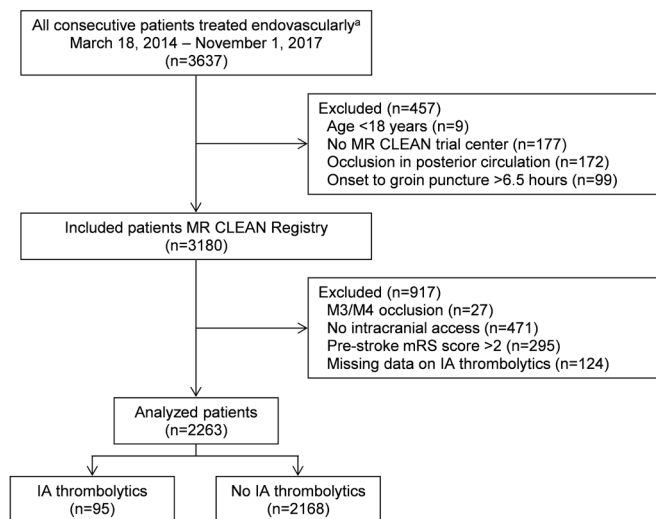 All consecutive patients treated endovascularlyᵃ
March 18, 2014 – November 1, 2017
(n=3637)
Excluded (n=457)
Age <18 years (n=9)
No MR CLEAN trial center (n=177)
Occlusion in posterior circulation (n=172)
Onset to groin puncture >6.5 hours (n=99)
Included patients MR CLEAN Registry
(n=3180)
Excluded (n=917)
M3/M4 occlusion (n=27)
No intracranial access (n=471)
Pre-stroke mRS score >2 (n=295)
Missing data on IA thrombolytics (n=124)
Analyzed patients
(n=2263)
IA thrombolytics
(n=95)
No IA thrombolytics
(n=2168)